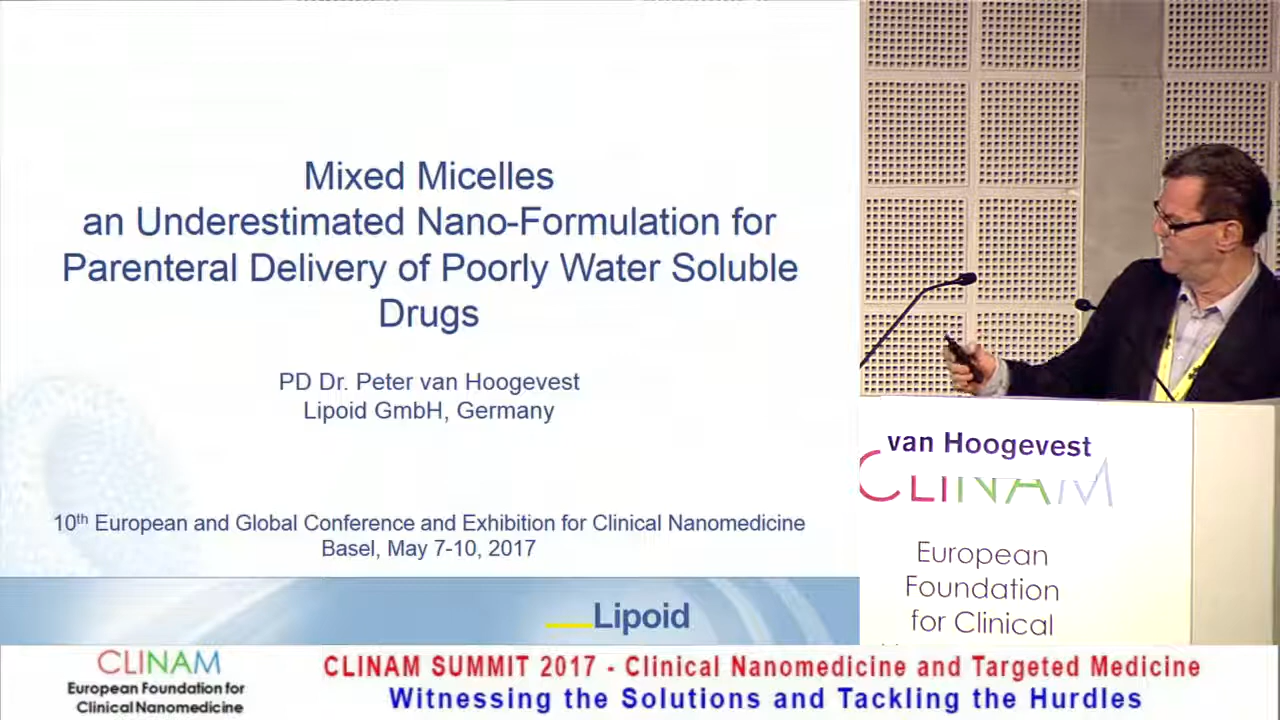 Mixed Micelles
an Underestimated Nano-Formulation for
Parenteral Delivery of Poorly Water Soluble
Drugs
PD Dr. Peter van Hoogevest
Lipoid GmbH, Germany
10th European and Global Conference and Exhibition for Clinical Nanomedicine
Basel, May 7-10, 2017
Lipoid
van Hoogevest
CLINAM
European
Foundation
for Clinical
CLINAM
European Foundation for
Clinical Nanomedicine
CLINAM SUMMIT 2017 - Clinical Nanomedicine and Targeted Medicine
Witnessing the Solutions and Tackling the Hurdles